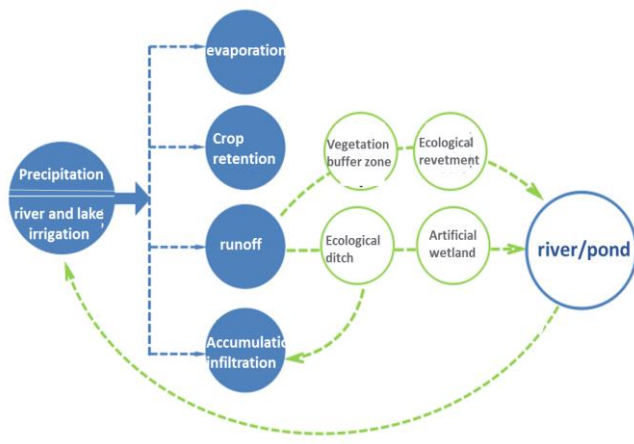 evaporation
Crop
retention
Vegetation
buffer zone
Ecological
revetment
Precipitation
river and lake
irrigation
runoff
Ecological
ditch
Artificial
wetland
river/pond
Accumulatio
infiltration